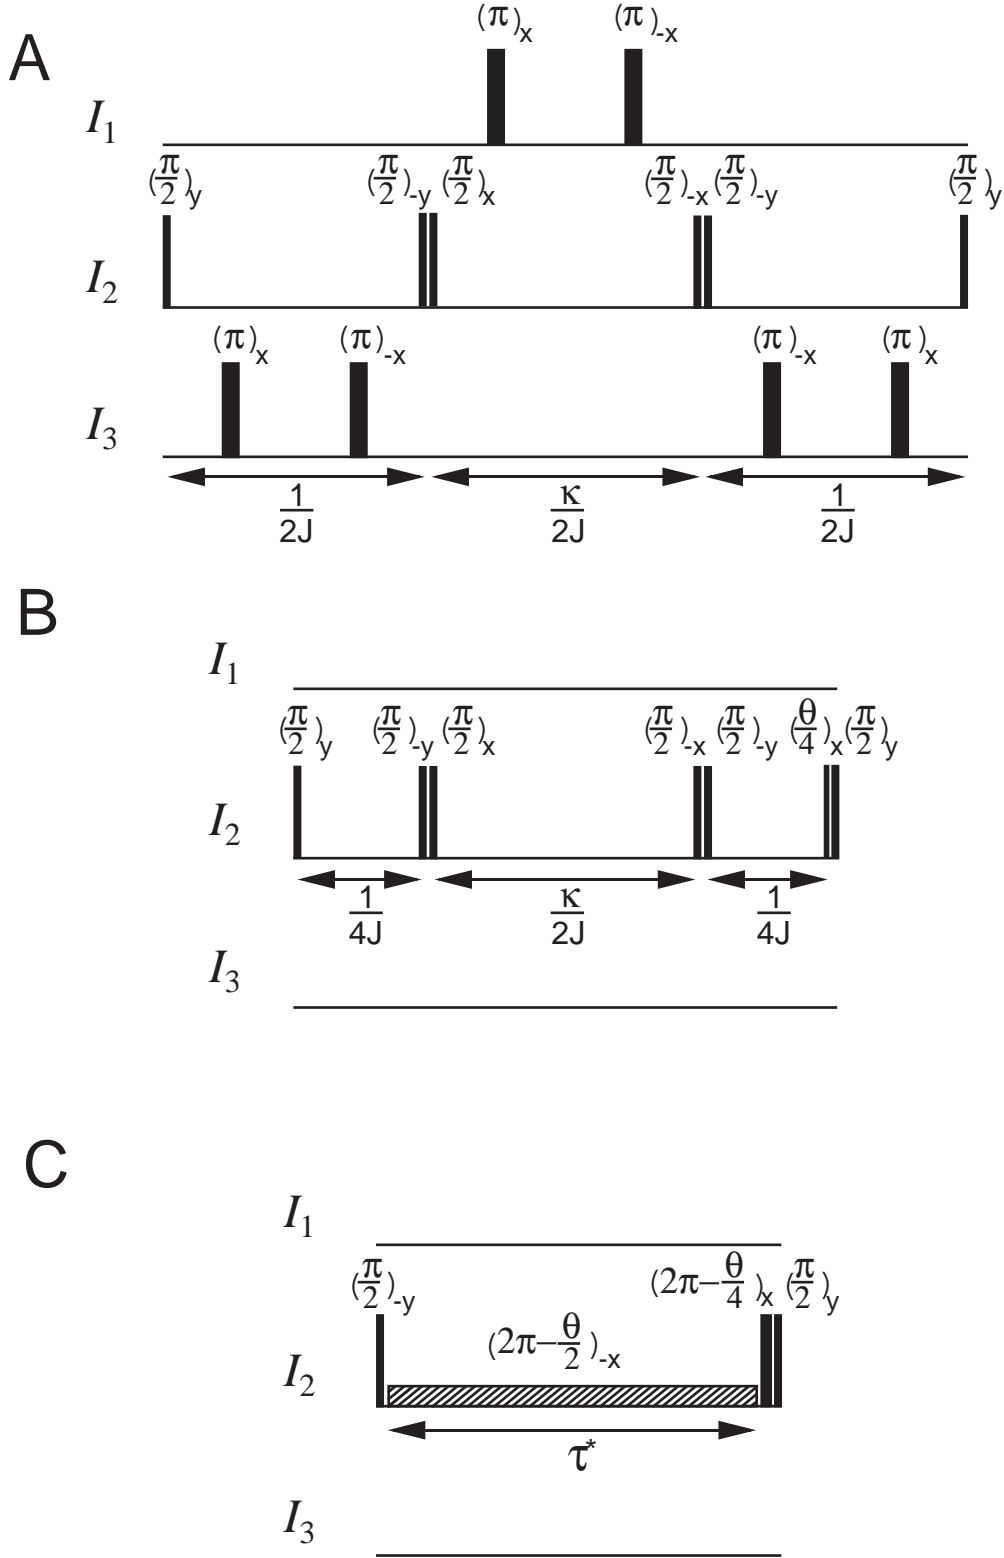 A
(π)x (π)-x
I1
(π/2)y (π/2)-y (π/2)x (π/2)-x (π/2)-y (π/2)y
I2
(π)x (π)-x (π)-x (π)x
I3
1/2J κ/2J 1/2J
B
I1
(π/2)y (π/2)-y (π/2)x (π/2)-x (π/2)-y (θ/4)x (π/2)y
I2
1/4J κ/2J 1/4J
I3
C
I1
(π/2)-y (2π−θ/4)x (π/2)y
(2π−θ/2)-x
I2
τ*
I3